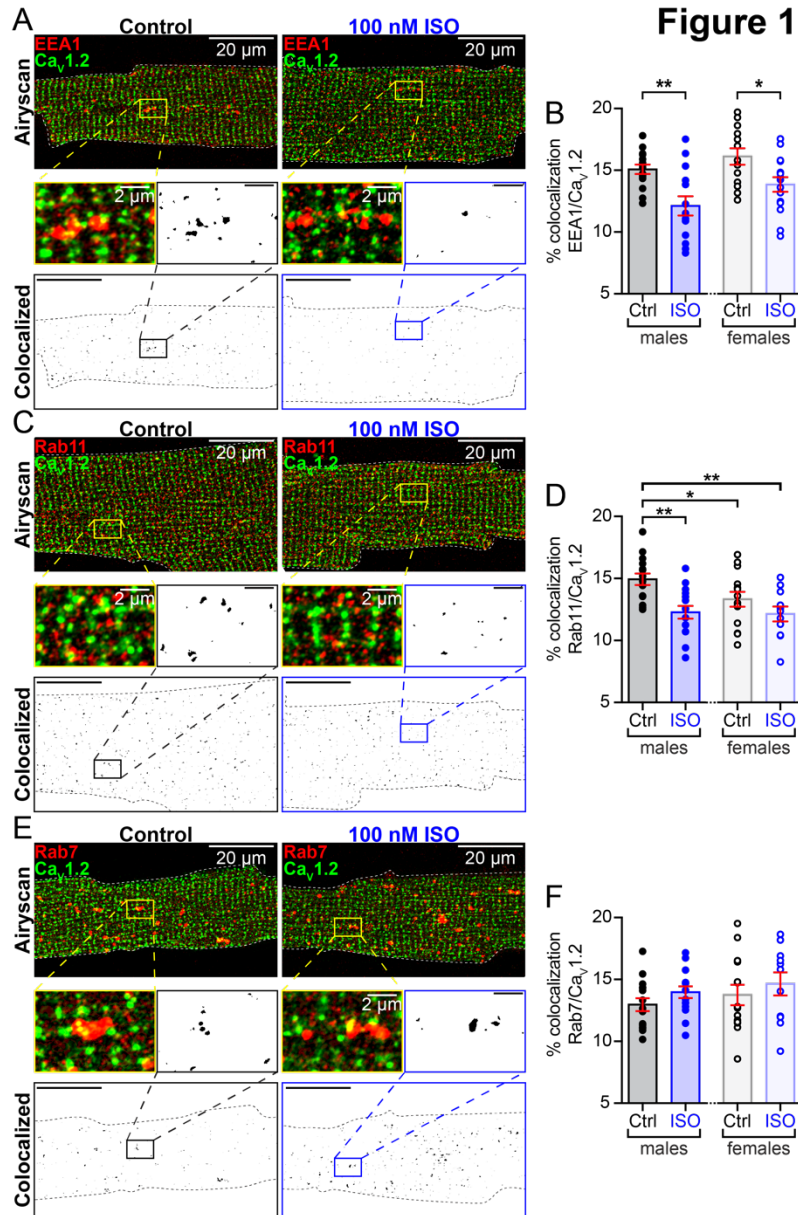 Figure 1
A
Control
100 nM ISO
Airyscan
EEA1
CaV1.2
20 µm
EEA1
CaV1.2
20 µm
2 µm
2 µm
Colocalized
B
% colocalization
EEA1/CaV1.2
20
15
10
5
** *
Ctrl ISO Ctrl ISO
males females
C
Control
100 nM ISO
Airyscan
Rab11
CaV1.2
20 µm
Rab11
CaV1.2
20 µm
2 µm
2 µm
Colocalized
D
% colocalization
Rab11/CaV1.2
20
15
10
5
**
*
**
Ctrl ISO Ctrl ISO
males females
E
Control
100 nM ISO
Airyscan
Rab7
CaV1.2
20 µm
Rab7
CaV1.2
20 µm
2 µm
Colocalized
F
% colocalization
Rab7/CaV1.2
20
15
10
5
Ctrl ISO Ctrl ISO
males females